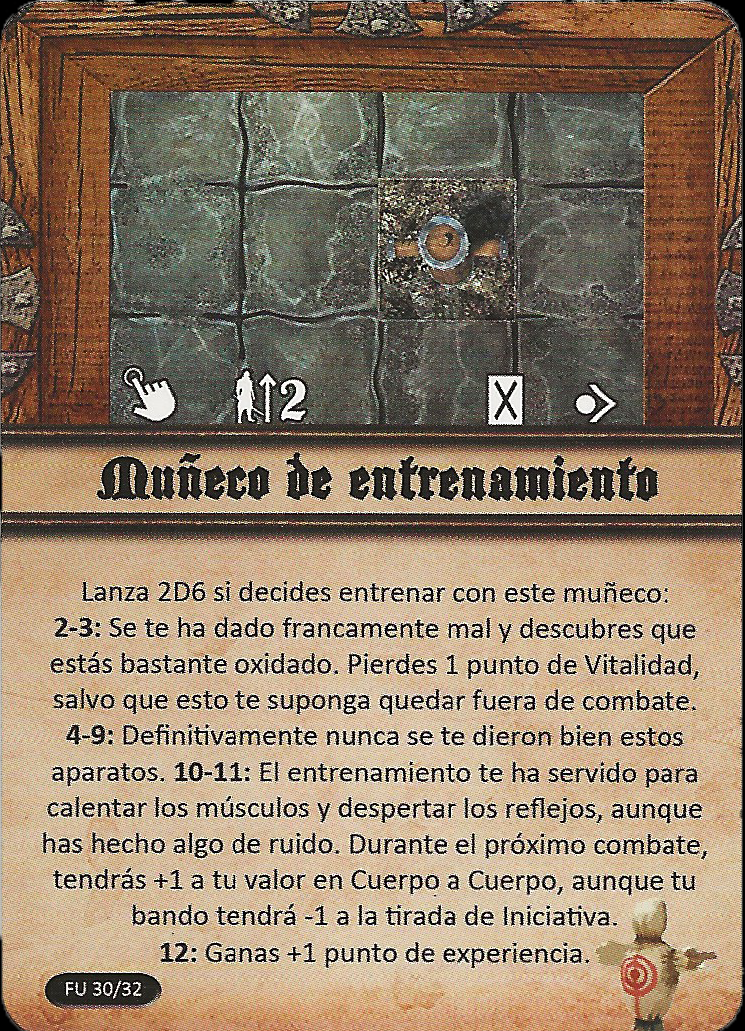 2
X
Muñeco de entrenamiento
Lanza 2D6 si decides entrenar con este muñeco:
2-3: Se te ha dado francamente mal y descubres que
estás bastante oxidado. Pierdes 1 punto de Vitalidad,
salvo que esto te suponga quedar fuera de combate.
4-9: Definitivamente nunca se te dieron bien estos
aparatos. 10-11: El entrenamiento te ha servido para
calentar los músculos y despertar los reflejos, aunque
has hecho algo de ruido. Durante el próximo combate,
tendrás +1 a tu valor en Cuerpo a Cuerpo, aunque tu
bando tendrá -1 a la tirada de Iniciativa.
12: Ganas +1 punto de experiencia.
FU 30/32